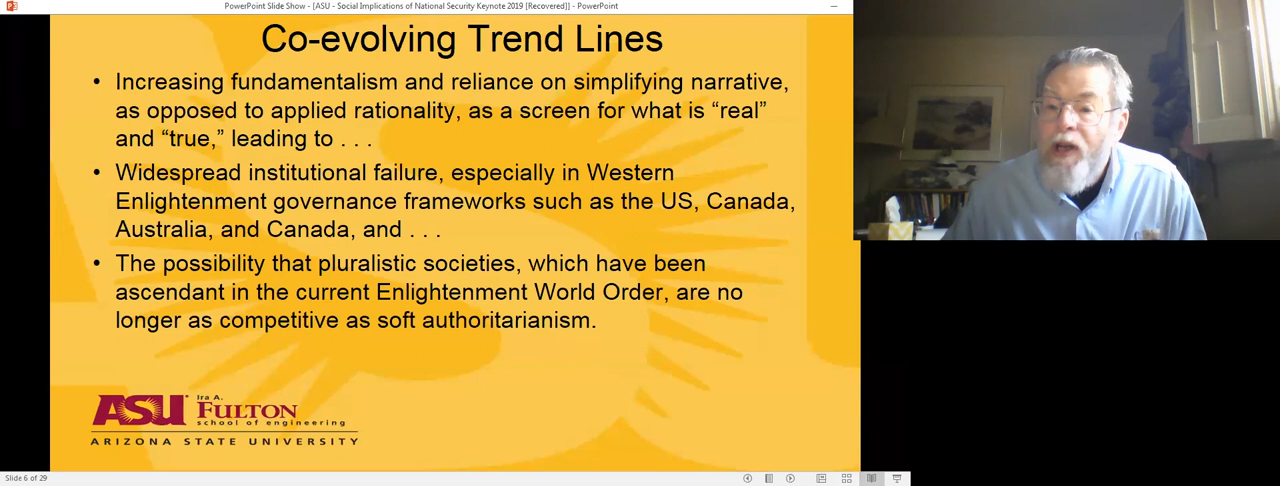 PowerPoint Slide Show - [ASU - Social Implications of National Security Keynote 2019 [Recovered]] - PowerPoint
Co-evolving Trend Lines
• Increasing fundamentalism and reliance on simplifying narrative,
as opposed to applied rationality, as a screen for what is “real”
and “true,” leading to . . .
• Widespread institutional failure, especially in Western
Enlightenment governance frameworks such as the US, Canada,
Australia, and Canada, and . . .
• The possibility that pluralistic societies, which have been
ascendant in the current Enlightenment World Order, are no
longer as competitive as soft authoritarianism.
ASU
Ira A.
FULTON
school of engineering
ARIZONA STATE UNIVERSITY
Slide 6 of 29